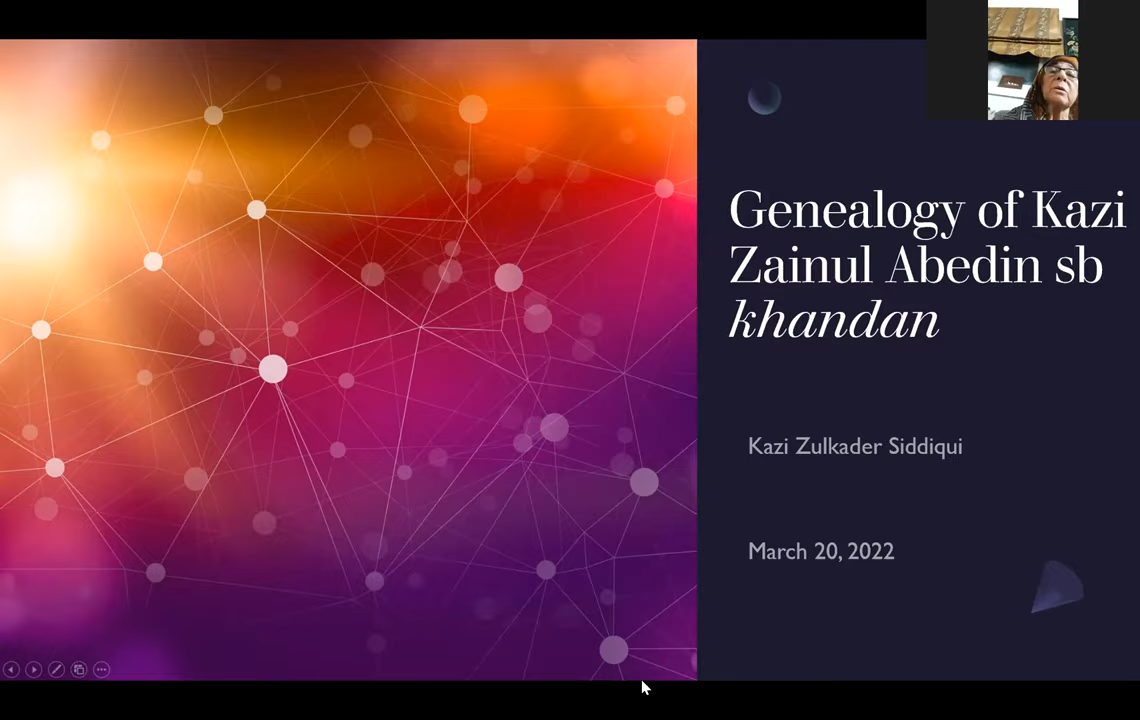 Genealogy of Kazi
Zainul Abedin sb
khandan
Kazi Zulkader Siddiqui
March 20, 2022